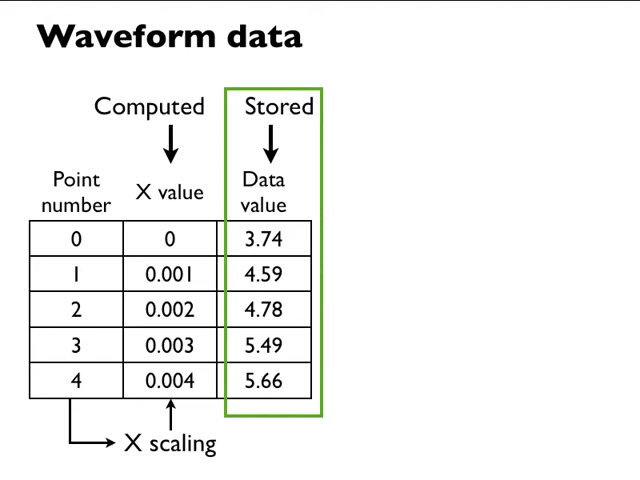 Waveform data
Computed Stored
Point number X value Data value
0 0 3.74
1 0.001 4.59
2 0.002 4.78
3 0.003 5.49
4 0.004 5.66
X scaling